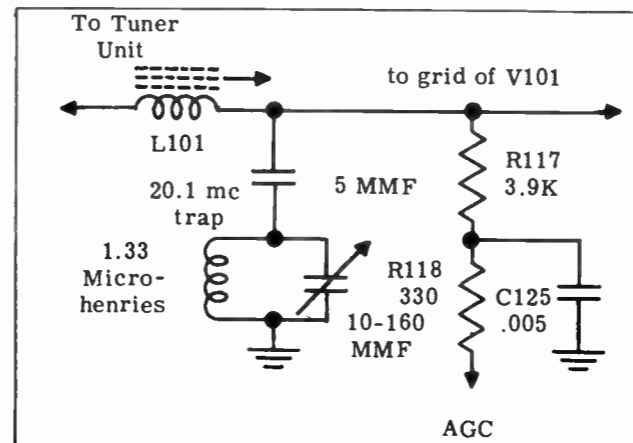 To Tuner
Unit
to grid of V101
L101
R117
3.9K
20.1 mc
trap
5 MMF
1.33
Micro-
henries
R118
330
10-160
MMF
C125
.005
AGC